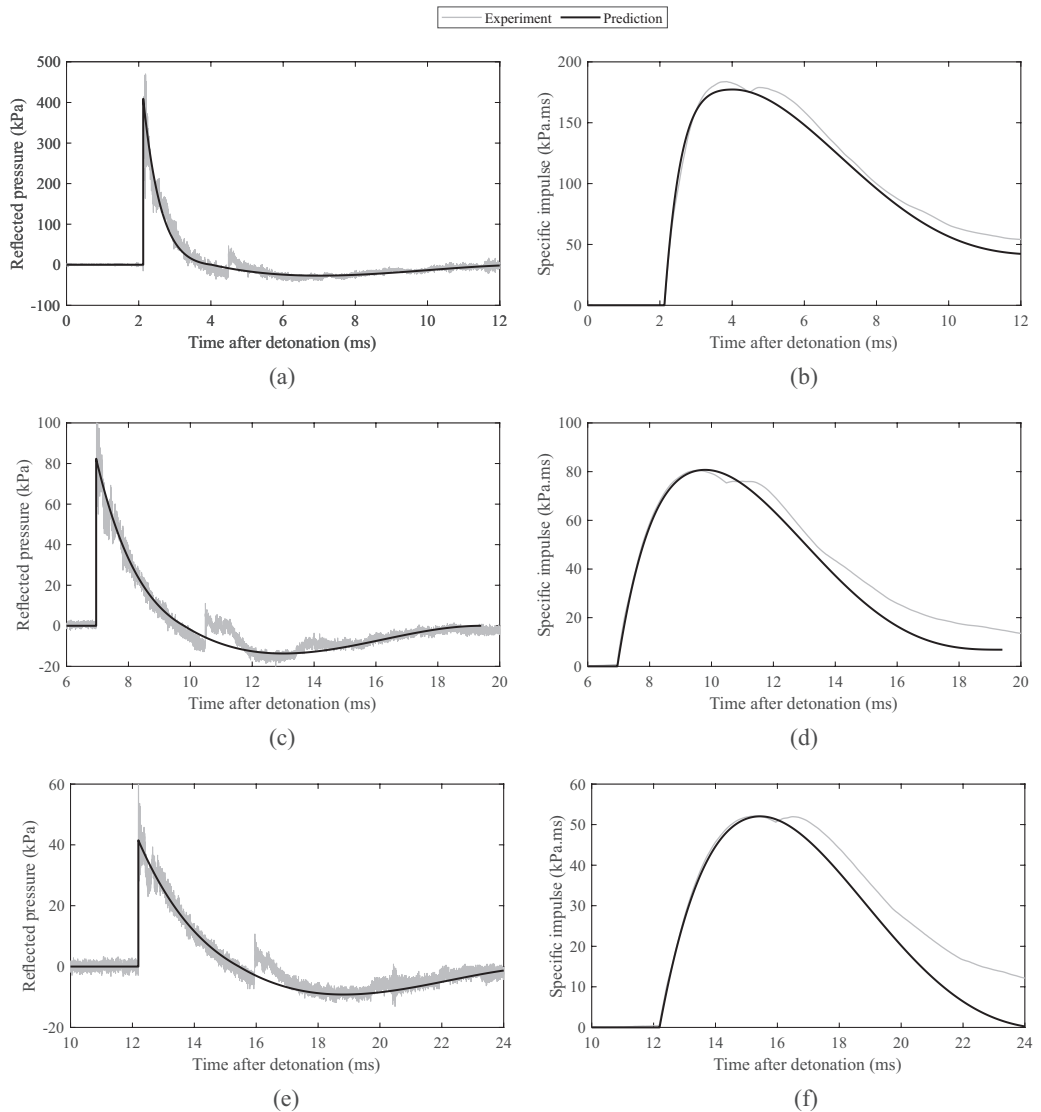 Experiment Prediction
500
400
300
200
100
0
-100
Reflected pressure (kPa)
0 2 4 6 8 10 12
Time after detonation (ms)
(a)
200
150
100
50
0
Specific impulse (kPa.ms)
0 2 4 6 8 10 12
Time after detonation (ms)
(b)
100
80
60
40
20
0
-20
Reflected pressure (kPa)
6 8 10 12 14 16 18 20
Time after detonation (ms)
(c)
100
80
60
40
20
0
Specific impulse (kPa.ms)
6 8 10 12 14 16 18 20
Time after detonation (ms)
(d)
60
40
20
0
-20
Reflected pressure (kPa)
10 12 14 16 18 20 22 24
Time after detonation (ms)
(e)
60
50
40
30
20
10
0
Specific impulse (kPa.ms)
10 12 14 16 18 20 22 24
Time after detonation (ms)
(f)